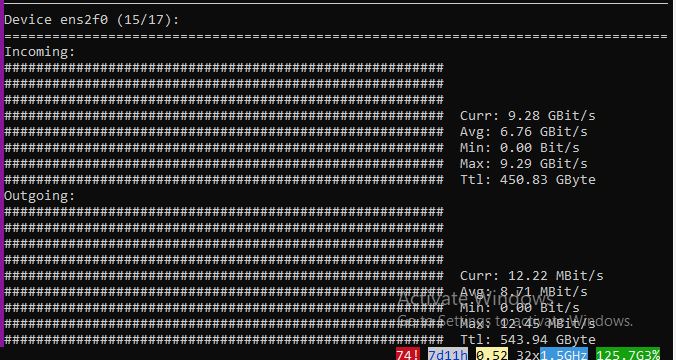 Device ens2f0 (15/17):
===================================================================================
Incoming:
#######################################################
#######################################################
#######################################################
####################################################### Curr: 9.28 GBit/s
####################################################### Avg: 6.76 GBit/s
####################################################### Min: 0.00 Bit/s
####################################################### Max: 9.29 GBit/s
####################################################### Ttl: 450.83 GByte
Outgoing:
#######################################################
#######################################################
#######################################################
#######################################################
####################################################### Curr: 12.22 MBit/s
####################################################### Avg: 8.71 MBit/s
Activate Windows
####################################################### Min: 0.00 Bit/s
####################################################### Max: 12.45 MBit/s
Go to Settings to activate Windows.
####################################################### Ttl: 543.94 GByte
74! 7d11h 0.52 32x1.5GHz 125.7G3%